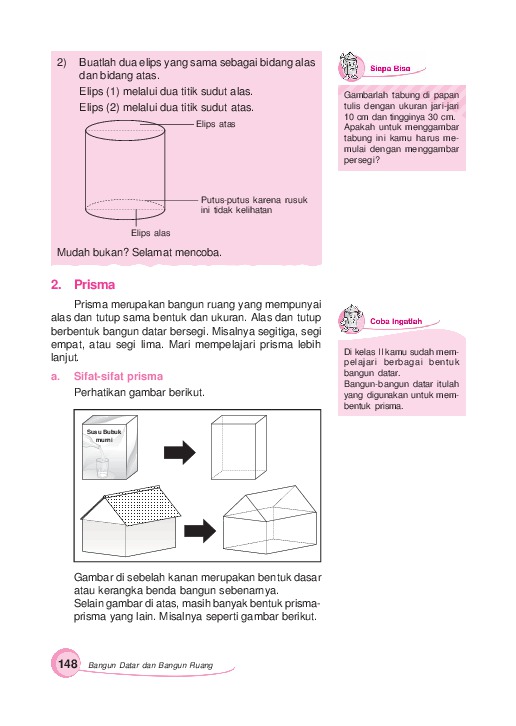 2) Buatlah dua elips yang sama sebagai bidang alas
dan bidang atas.
Elips (1) melalui dua titik sudut alas.
Elips (2) melalui dua titik sudut atas.
Elips atas
Putus-putus karena rusuk
ini tidak kelihatan
Elips alas
Mudah bukan? Selamat mencoba.
Siapa Bisa
Gambarlah tabung di papan
tulis dengan ukuran jari-jari
10 cm dan tingginya 30 cm.
Apakah untuk menggambar
tabung ini kamu harus me-
mulai dengan menggambar
persegi?
2. Prisma
Prisma merupakan bangun ruang yang mempunyai
alas dan tutup sama bentuk dan ukuran. Alas dan tutup
berbentuk bangun datar bersegi. Misalnya segitiga, segi
empat, atau segi lima. Mari mempelajari prisma lebih
lanjut.
Coba Ingatlah
Di kelas II kamu sudah mem-
pelajari berbagai bentuk
bangun datar.
Bangun-bangun datar itulah
yang digunakan untuk mem-
bentuk prisma.
a. Sifat-sifat prisma
Perhatikan gambar berikut.
Susu Bubuk
murni
Gambar di sebelah kanan merupakan bentuk dasar
atau kerangka benda bangun sebenarnya.
Selain gambar di atas, masih banyak bentuk prisma-
prisma yang lain. Misalnya seperti gambar berikut.
148 Bangun Datar dan Bangun Ruang